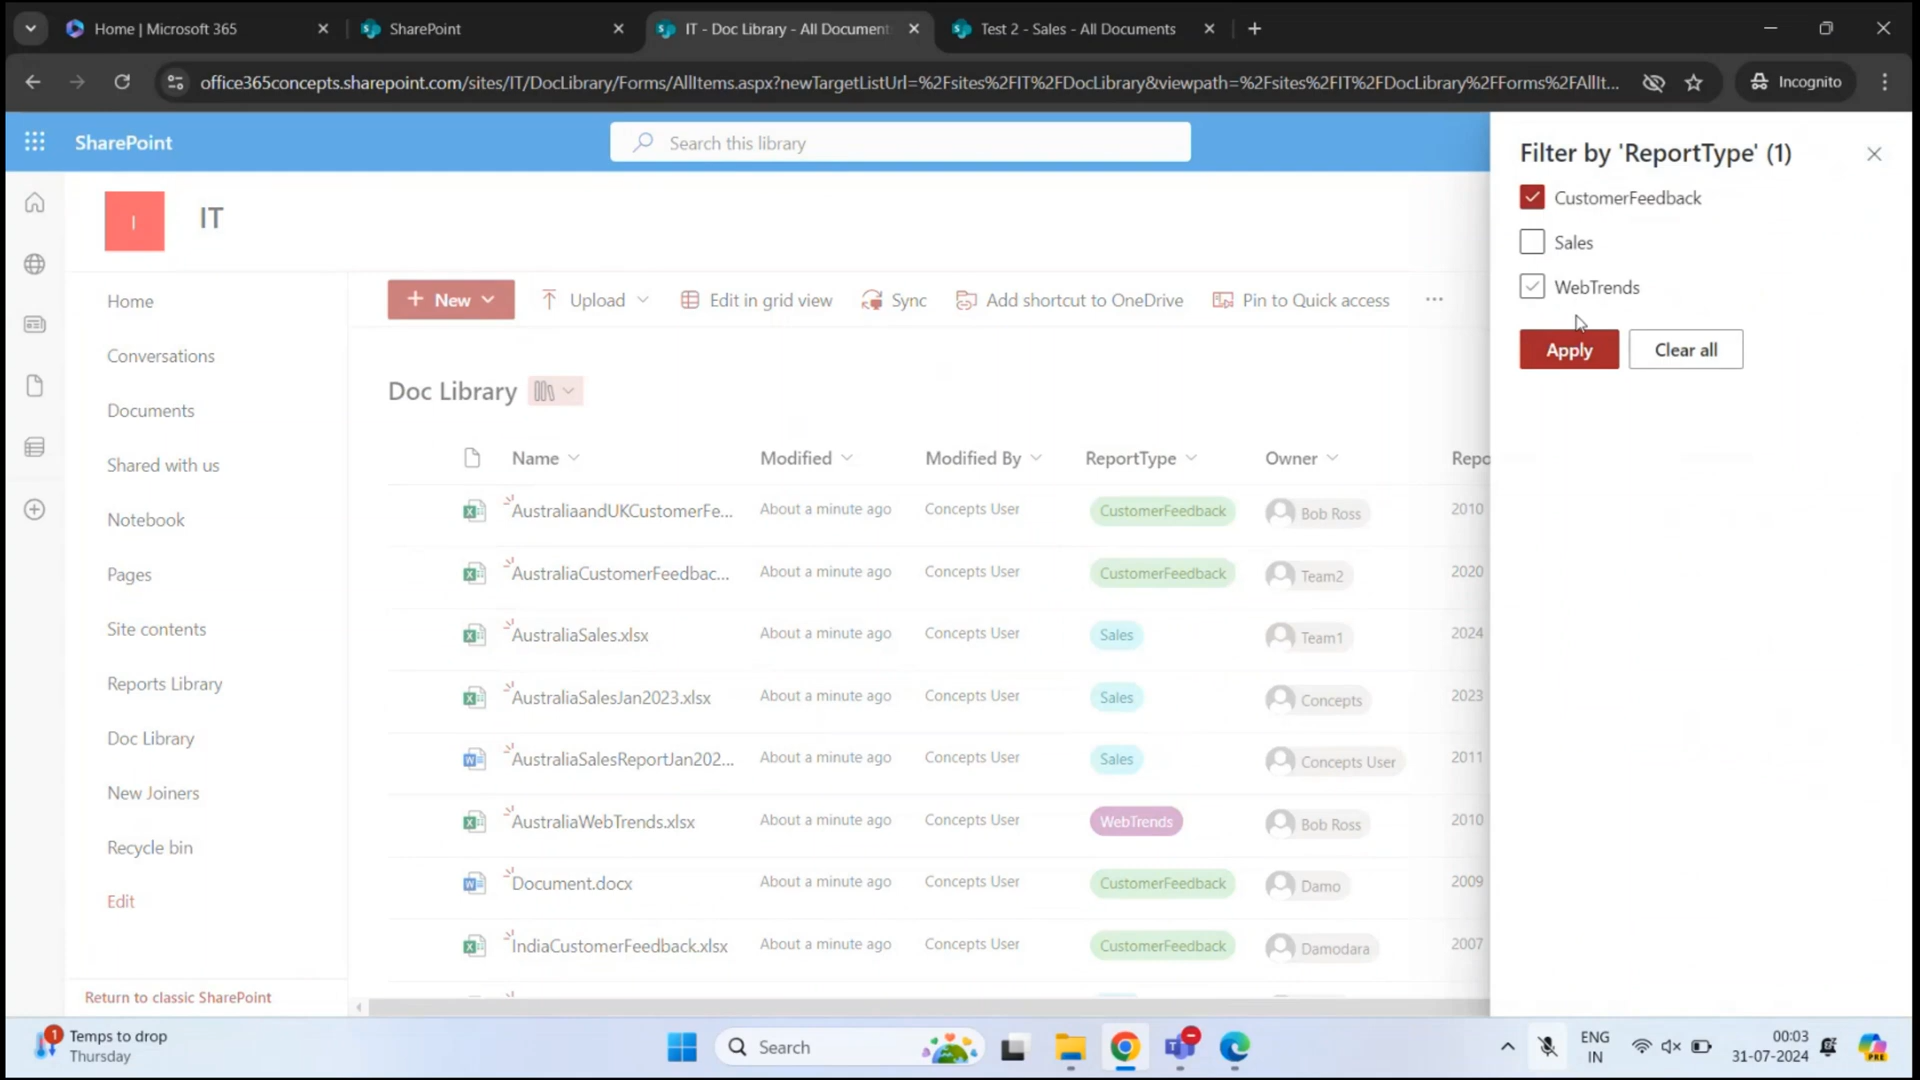 Home | Microsoft 365
SharePoint
IT - Doc Library - All Document
Test 2 - Sales - All Documents
office365concepts.sharepoint.com/sites/IT/DocLibrary/Forms/AllItems.aspx?newTargetListUrl=%2Fsites%2FIT%2FDocLibrary&viewpath=%2Fsites%2FIT%2FDocLibrary%2FForms%2FAllIt...
Incognito
SharePoint
Search this library
Filter by 'ReportType' (1)
CustomerFeedback
Sales
WebTrends
Apply
Clear all
I
IT
Home
Conversations
Documents
Shared with us
Notebook
Pages
Site contents
Reports Library
Doc Library
New Joiners
Recycle bin
Edit
Return to classic SharePoint
New
Upload
Edit in grid view
Sync
Add shortcut to OneDrive
Pin to Quick access
Doc Library
Name Modified Modified By ReportType Owner Repo
AustraliaandUKCustomerFe... About a minute ago Concepts User CustomerFeedback Bob Ross 2010
AustraliaCustomerFeedbac... About a minute ago Concepts User CustomerFeedback Team2 2020
AustraliaSales.xlsx About a minute ago Concepts User Sales Team1 2024
AustraliaSalesJan2023.xlsx About a minute ago Concepts User Sales Concepts 2023
AustraliaSalesReportJan202... About a minute ago Concepts User Sales Concepts User 2011
AustraliaWebTrends.xlsx About a minute ago Concepts User WebTrends Bob Ross 2010
Document.docx About a minute ago Concepts User CustomerFeedback Damo 2009
IndiaCustomerFeedback.xlsx About a minute ago Concepts User CustomerFeedback Damodara 2007
1
Temps to drop
Thursday
Search
ENG
IN
00:03
31-07-2024
PRE